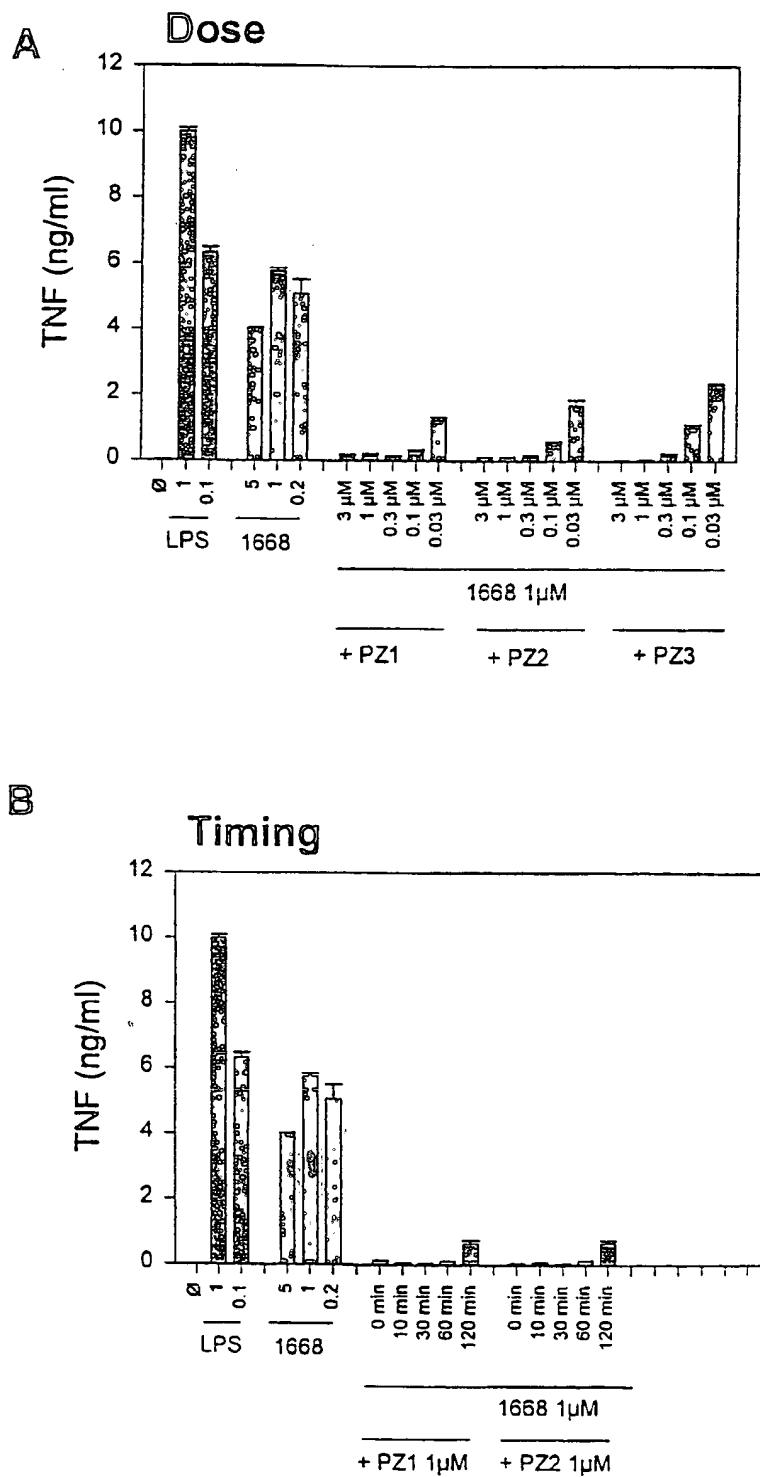 A
Dose
12
10
8
6
4
2
0
TNF (ng/ml)
Ø
1
0.1
5
1
0.2
3 µM
1 µM
0.3 µM
0.1 µM
0.03 µM
3 µM
1 µM
0.3 µM
0.1 µM
0.03 µM
3 µM
1 µM
0.3 µM
0.1 µM
0.03 µM
LPS
1668
1668 1µM
+ PZ1
+ PZ2
+ PZ3
B
Timing
12
10
8
6
4
2
0
TNF (ng/ml)
Ø
1
0.1
5
1
0.2
0 min
10 min
30 min
60 min
120 min
0 min
10 min
30 min
60 min
120 min
LPS
1668
1668 1µM
+ PZ1 1µM
+ PZ2 1µM